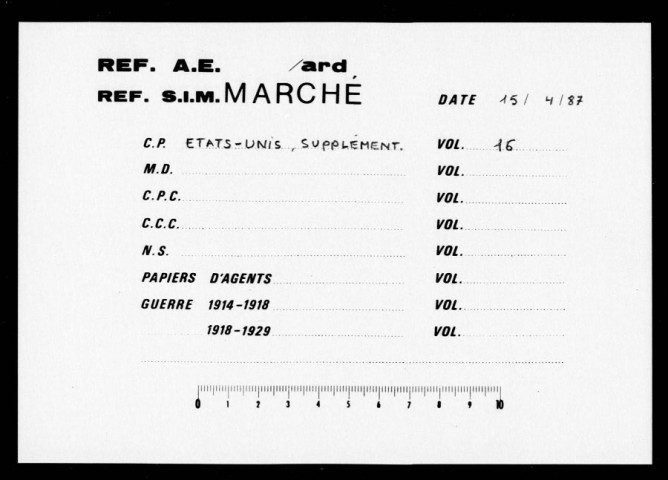 REF. A.E. /ard
REF. S.I.M. MARCHÉ
DATE 15/ 4/87
C.P. ETATS-UNIS, SUPPLÉMENT. VOL. 16
M.D. VOL.
C.P.C. VOL.
C.C.C. VOL.
N.S. VOL.
PAPIERS D'AGENTS VOL.
GUERRE 1914-1918 VOL.
1918-1929 VOL.
0 1 2 3 4 5 6 7 8 9 10